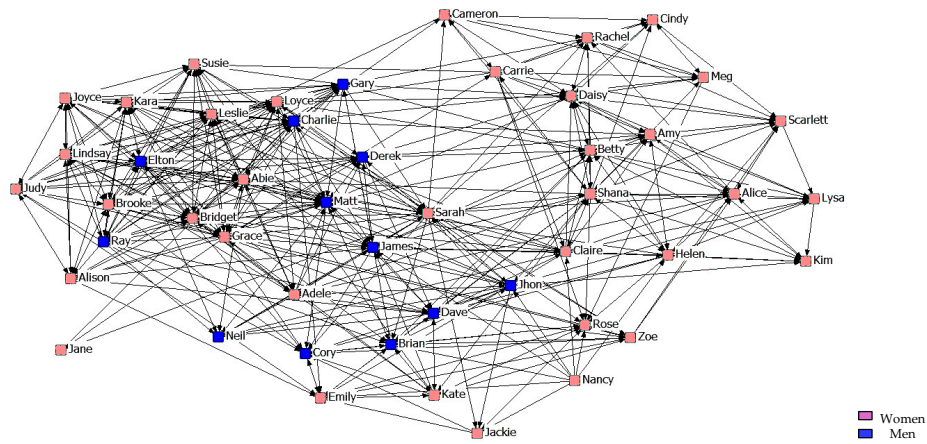 Cameron
Cindy
Rachel
Susie
Carrie
Meg
Gary
Joyce
Kara
Loyce
Daisy
Leslie
Charlie
Scarlett
Amy
Lindsay
Elton
Derek
Betty
Abie
Judy
Shana
Alice
Lysa
Brooke
Matt
Bridget
Sarah
Ray
Grace
James
Claire
Helen
Kim
Alison
Jhon
Adele
Dave
Rose
Neil
Zoe
Brian
Jane
Cory
Nancy
Emily
Kate
Women
Jackie
Men